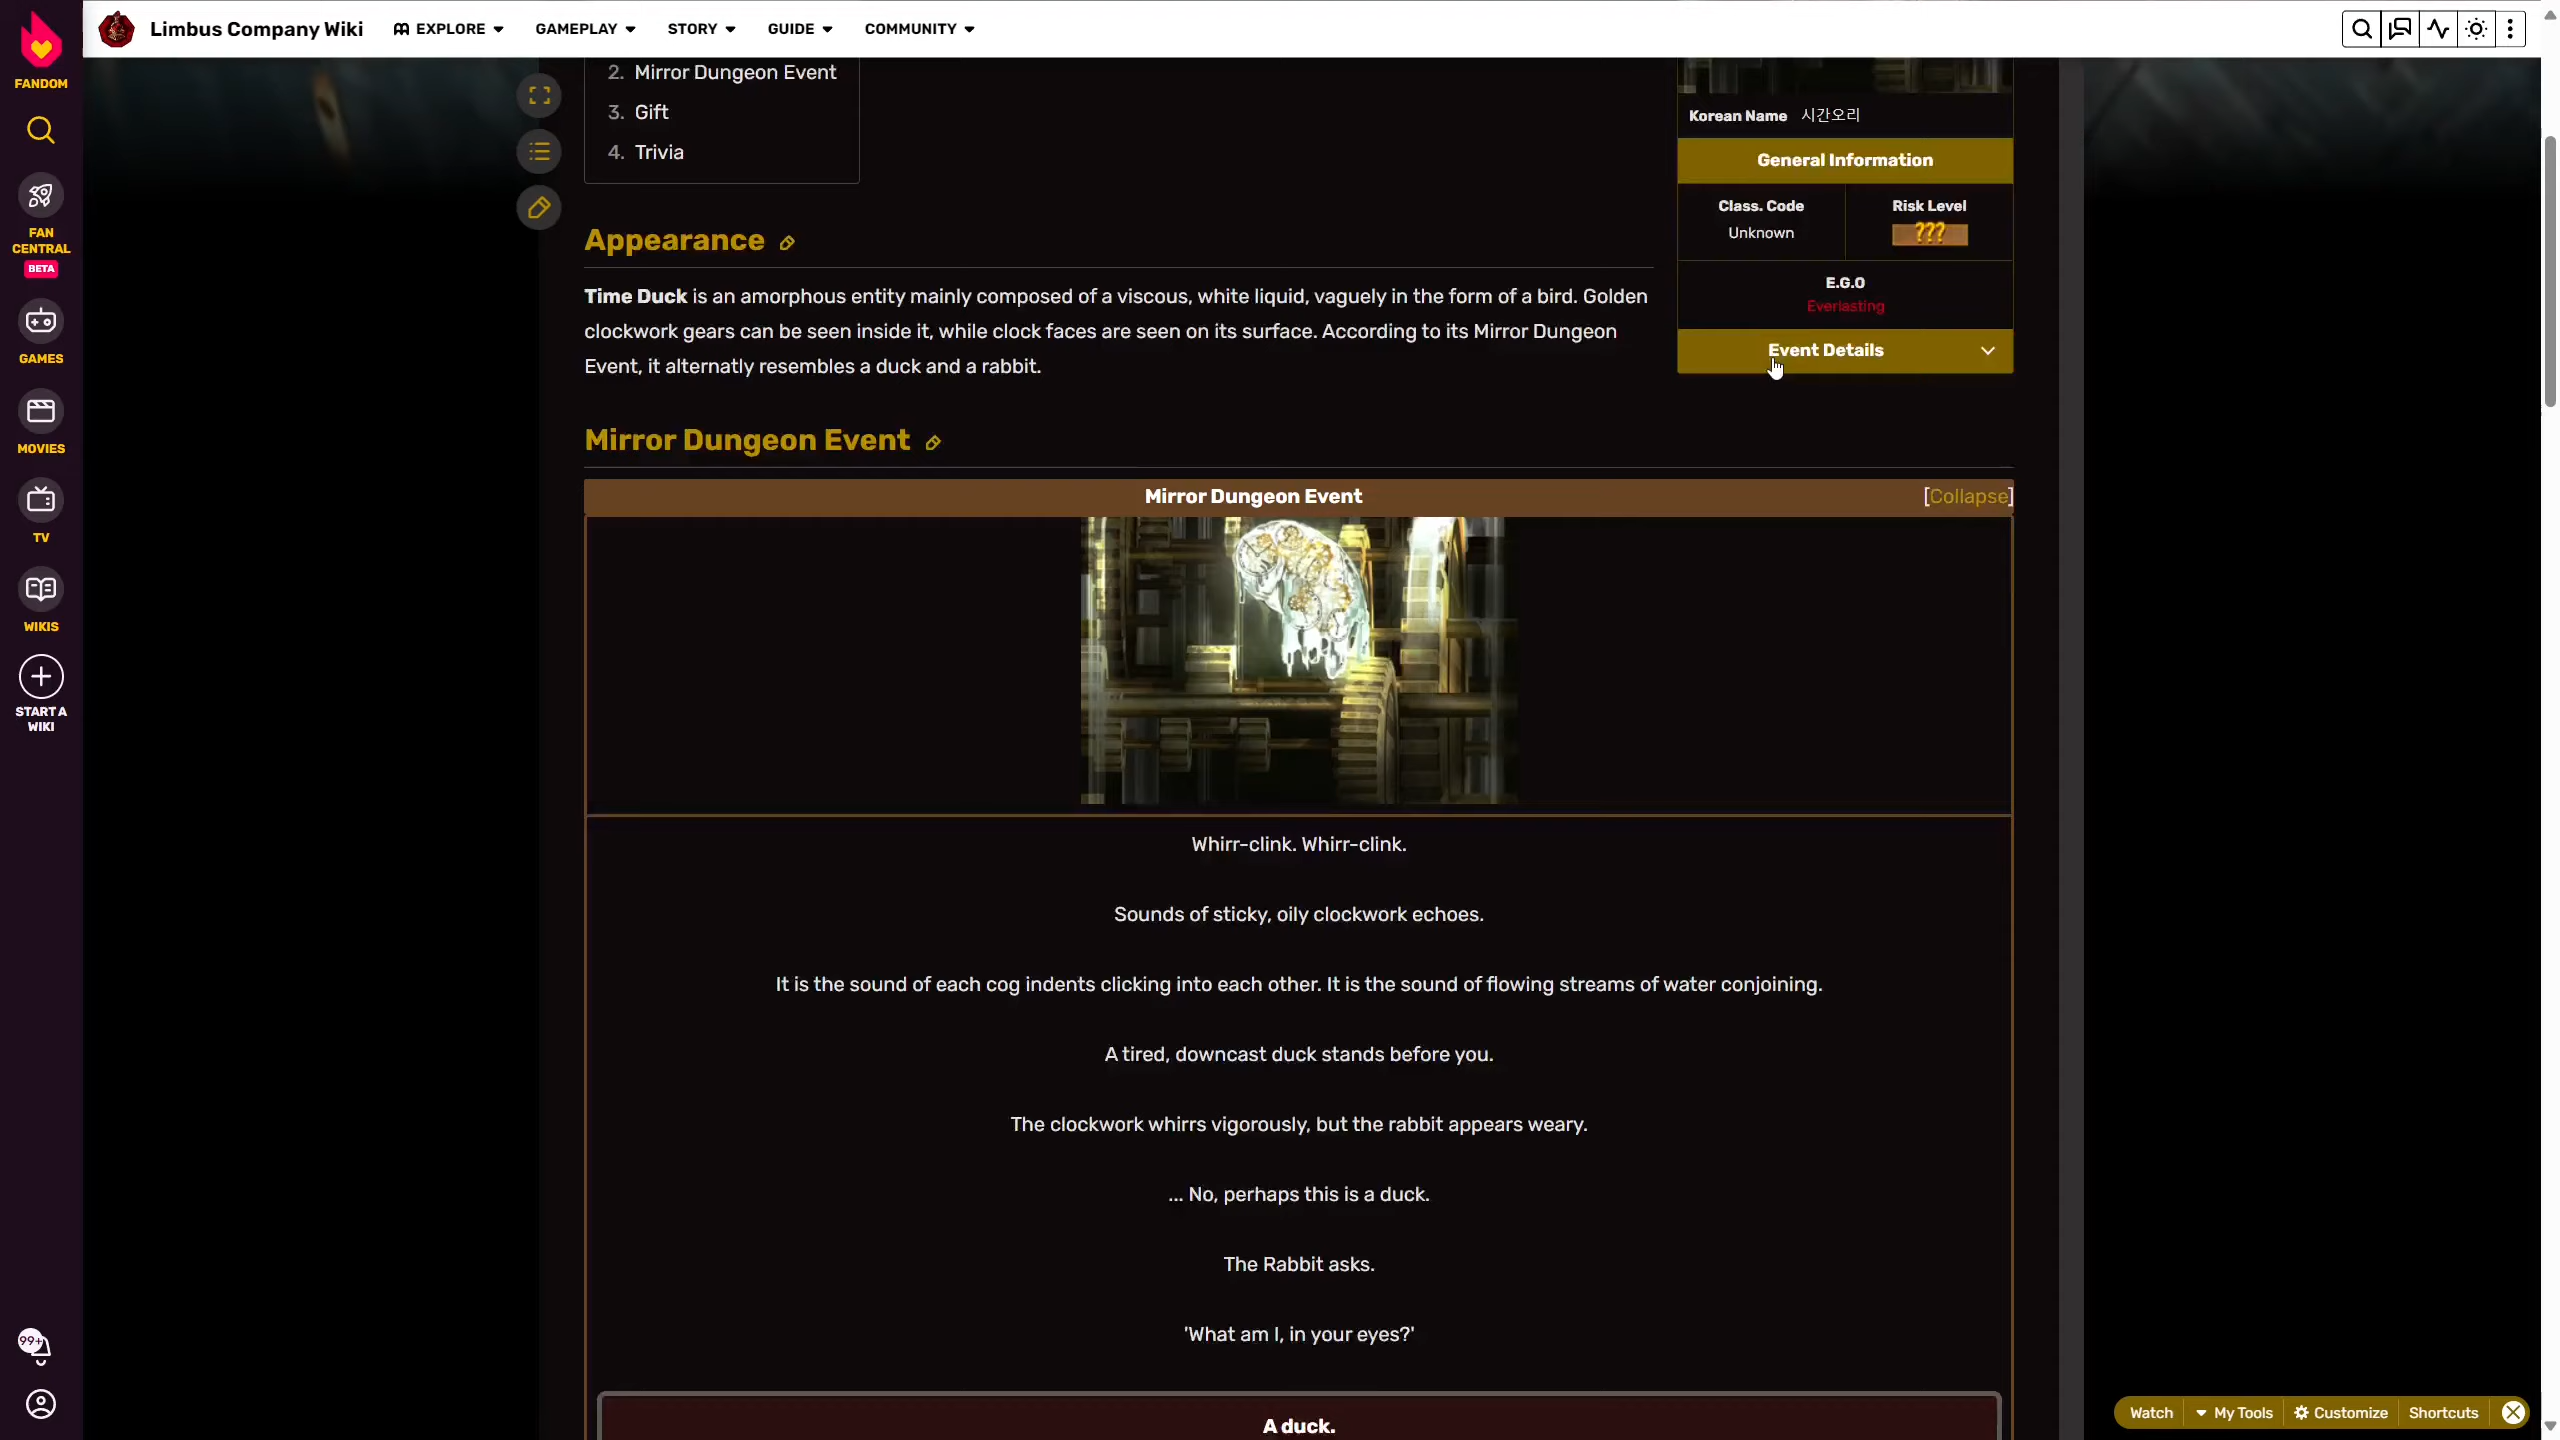 Limbus Company Wiki
EXPLORE
GAMEPLAY
STORY
GUIDE
COMMUNITY
FANDOM
FAN
CENTRAL
BETA
GAMES
MOVIES
TV
WIKIS
START A
WIKI
99+
2. Mirror Dungeon Event
3. Gift
4. Trivia
Korean Name 시간오리
General Information
Class. Code
Unknown
Risk Level
???
E.G.O
Everlasting
Event Details
Appearance
Time Duck is an amorphous entity mainly composed of a viscous, white liquid, vaguely in the form of a bird. Golden
clockwork gears can be seen inside it, while clock faces are seen on its surface. According to its Mirror Dungeon
Event, it alternatly resembles a duck and a rabbit.
Mirror Dungeon Event
Mirror Dungeon Event
[Collapse]
Whirr-clink. Whirr-clink.
Sounds of sticky, oily clockwork echoes.
It is the sound of each cog indents clicking into each other. It is the sound of flowing streams of water conjoining.
A tired, downcast duck stands before you.
The clockwork whirrs vigorously, but the rabbit appears weary.
... No, perhaps this is a duck.
The Rabbit asks.
'What am I, in your eyes?'
A duck.
Watch
My Tools
Customize
Shortcuts